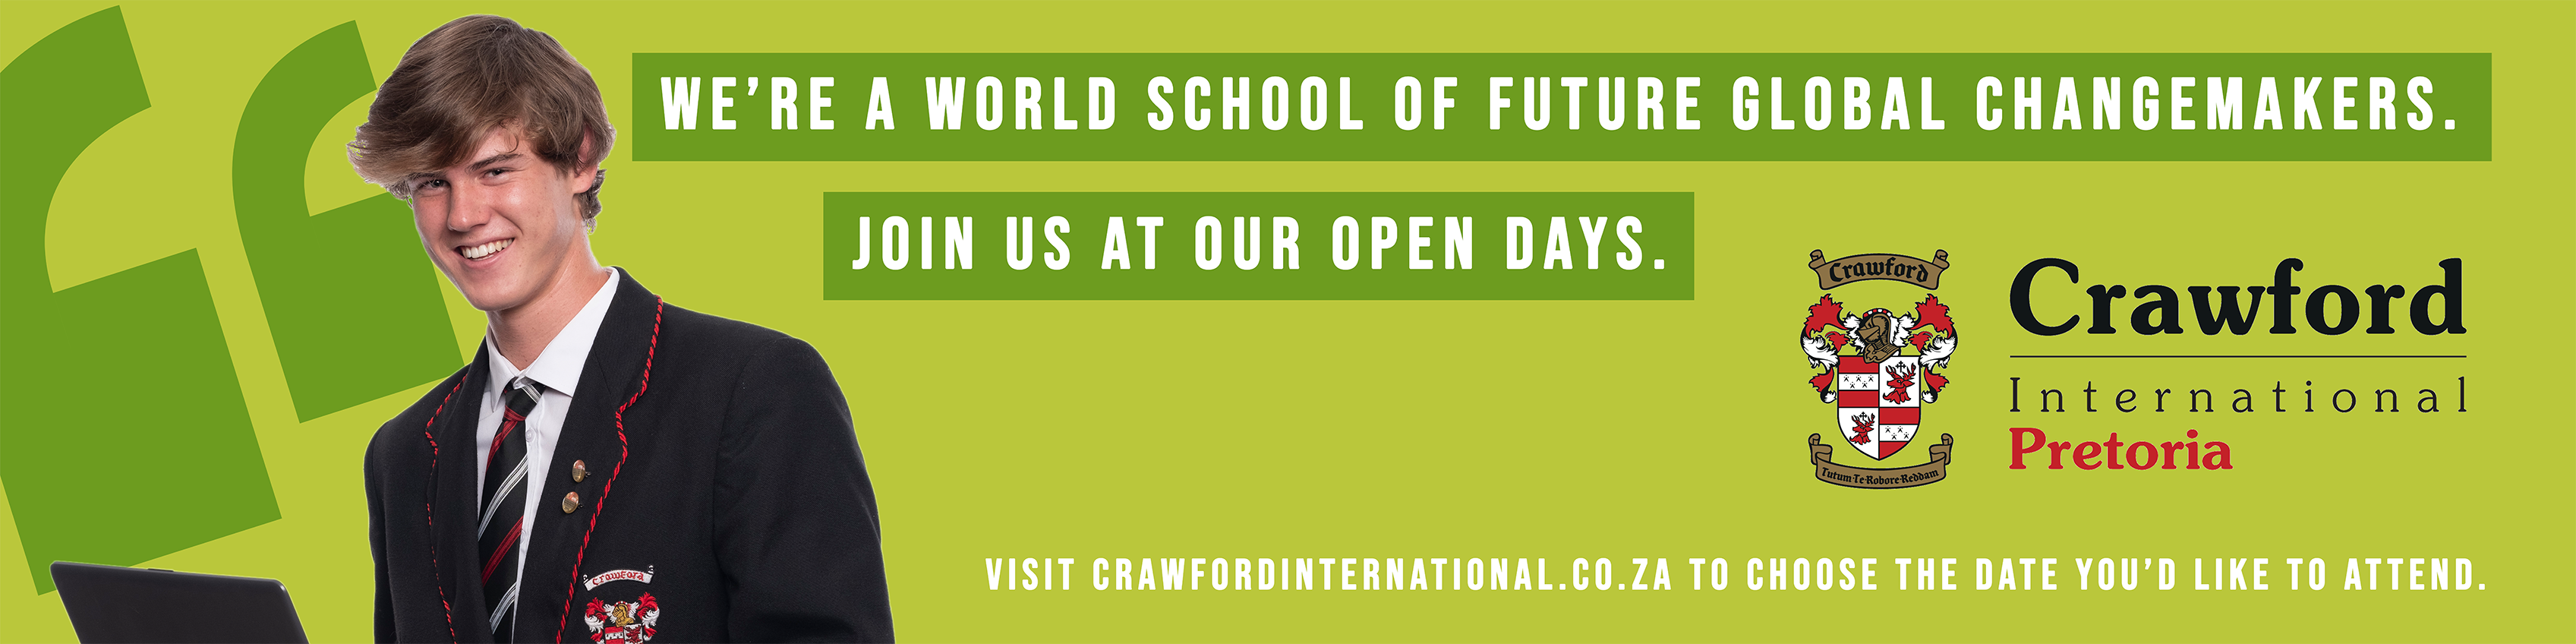 WE'RE A WORLD SCHOOL OF FUTURE GLOBAL CHANGEMAKERS.
JOIN US AT OUR OPEN DAYS.
Crawford
Crawford
International
Pretoria
Tutum·Te·Robore·Reddam
VISIT CRAWFORDINTERNATIONAL.CO.ZA TO CHOOSE THE DATE YOU'D LIKE TO ATTEND.
Crawford